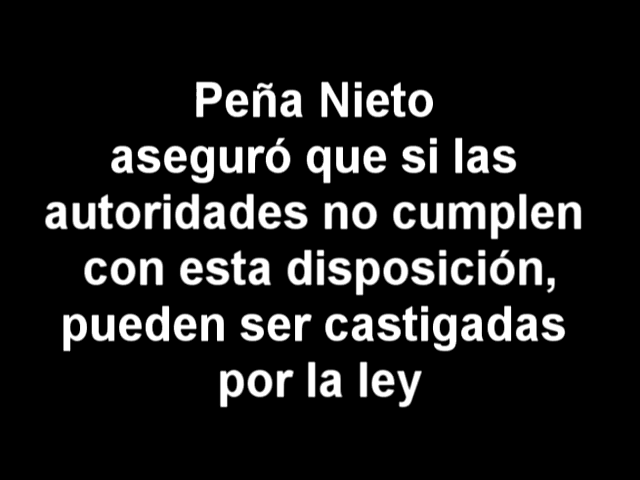 Peña Nieto
aseguró que si las
autoridades no cumplen
con esta disposición,
pueden ser castigadas
por la ley